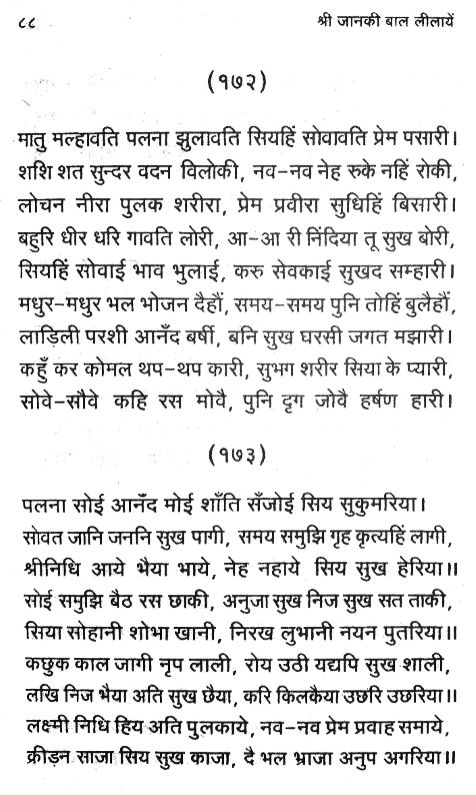 ८८ श्री जानकी बाल लीलायें
(१७२)
मातु मल्हावति पलना झुलावति सियहिं सोवावति प्रेम पसारी।
शशि शत सुन्दर वदन विलोकी, नव-नव नेह रुके नहिं रोकी,
लोचन नीरा पुलक शरीरा, प्रेम प्रवीरा सुधिहिं बिसारी।
बहुरि धीर धरि गावति लोरी, आ-आ री निंदिया तू सुख बोरी,
सियहिं सोवाई भाव भुलाई, करु सेवकाई सुखद सम्हारी।
मधुर-मधुर भल भोजन दैहौं, समय-समय पुनि तोहिं बुलैहौं,
लाड़िली परशी आनँद बर्षी, बनि सुख घरसी जगत मझारी।
कहुँ कर कोमल थप-थप कारी, सुभग शरीर सिया के प्यारी,
सोवे-सौवे कहि रस मोवै, पुनि दृग जोवै हर्षण हारी।
(१७३)
पलना सोई आनँद मोई शाँति सँजोई सिय सुकुमरिया।
सोवत जानि जननि सुख पागी, समय समुझि गृह कृत्यहिं लागी,
श्रीनिधि आये भैया भाये, नेह नहाये सिय सुख हेरिया॥
सोई समुझि बैठ रस छाकी, अनुजा सुख निज सुख सत ताकी,
सिया सोहानी शोभा खानी, निरख लुभानी नयन पुतरिया॥
कछुक काल जागी नृप लाली, रोय उठी यद्यपि सुख शाली,
लखि निज भैया अति सुख छैया, करि किलकैया उछरि उछरिया॥
लक्ष्मी निधि हिय अति पुलकाये, नव-नव प्रेम प्रवाह समाये,
क्रीड़न साजा सिय सुख काजा, दै भल भ्राजा अनुप अगरिया॥